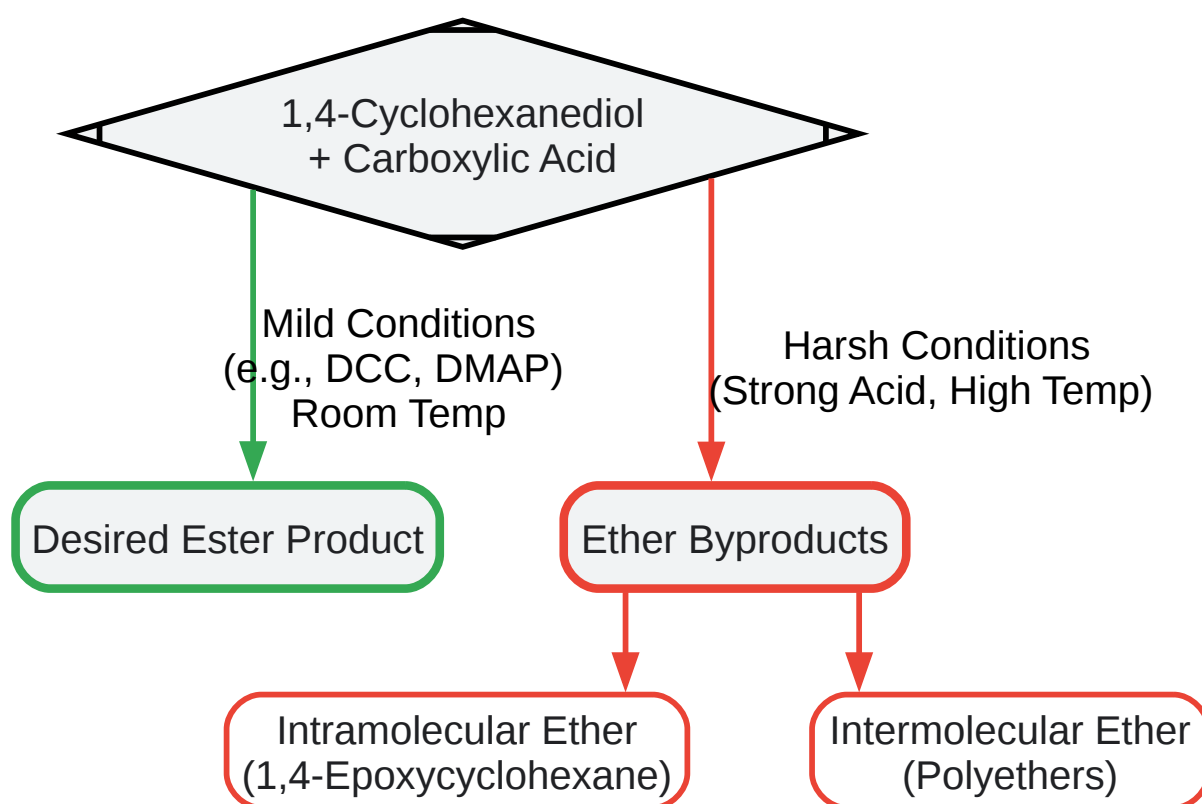 1,4-Cyclohexanediol
+ Carboxylic Acid
Mild Conditions
(e.g., DCC, DMAP)
Room Temp
Harsh Conditions
(Strong Acid, High Temp)
Desired Ester Product
Ether Byproducts
Intramolecular Ether
(1,4-Epoxycyclohexane)
Intermolecular Ether
(Polyethers)